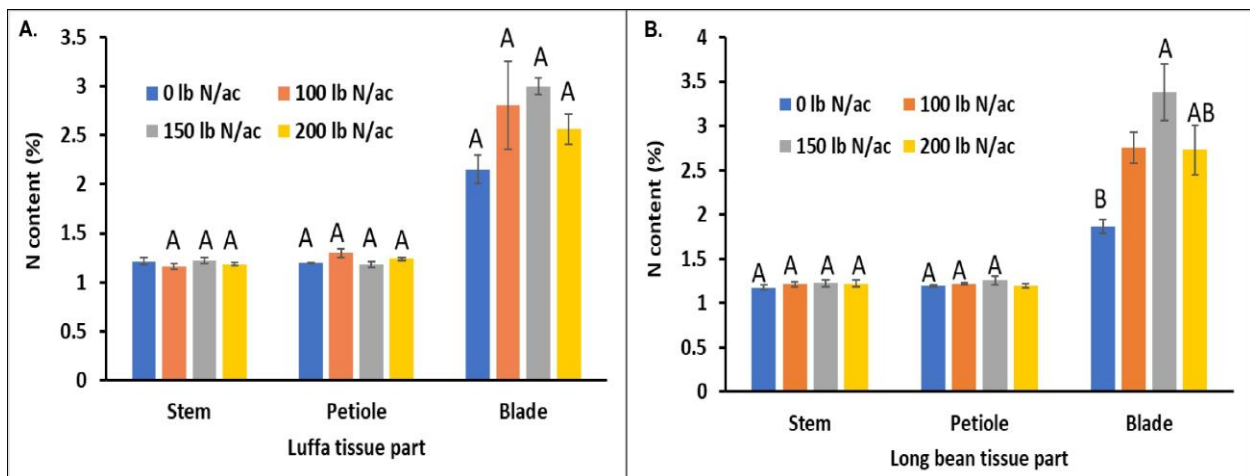 A.
3.5
3
2.5
2
1.5
1
0.5
0
N content (%)
0 lb N/ac 100 lb N/ac
150 lb N/ac 200 lb N/ac
A A A
A A A A
A A A A
Stem Petiole Blade
Luffa tissue part
B.
4
3.5
3
2.5
2
1.5
1
0.5
0
N content (%)
0 lb N/ac 100 lb N/ac
150 lb N/ac 200 lb N/ac
A A A A
A A A
B A AB
Stem Petiole Blade
Long bean tissue part